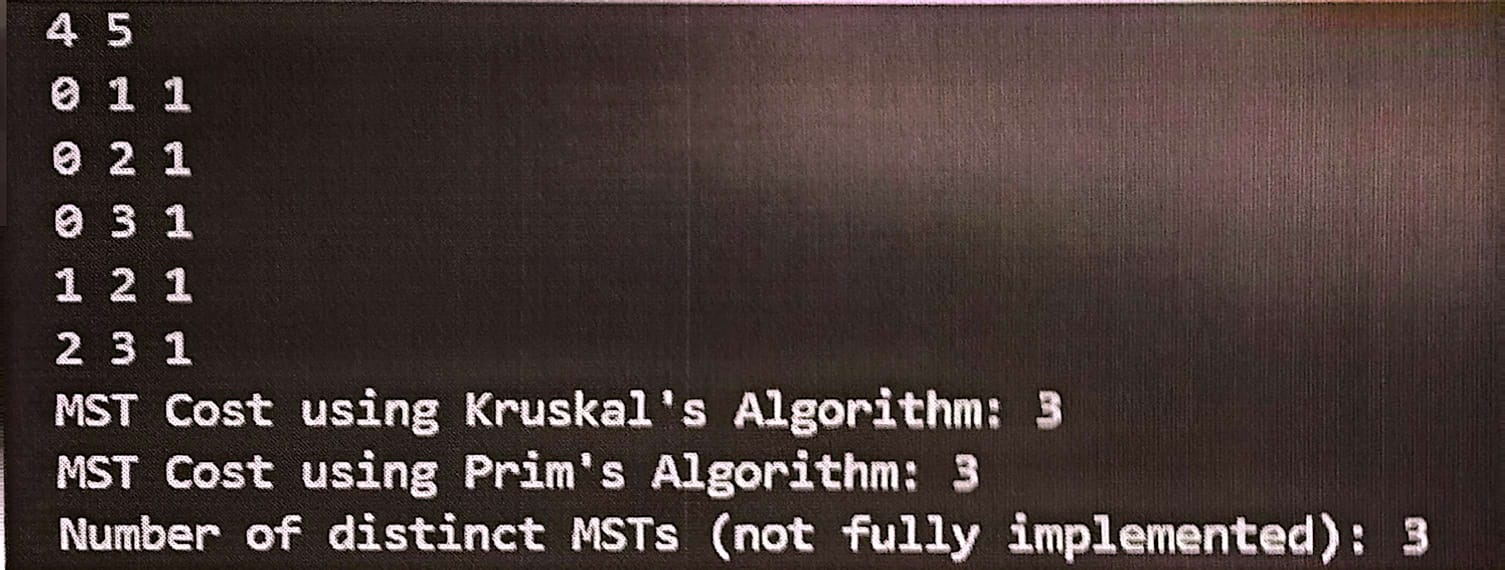 4 5
0 1 1
0 2 1
0 3 1
1 2 1
2 3 1
MST Cost using Kruskal's Algorithm: 3
MST Cost using Prim's Algorithm: 3
Number of distinct MSTs (not fully implemented): 3